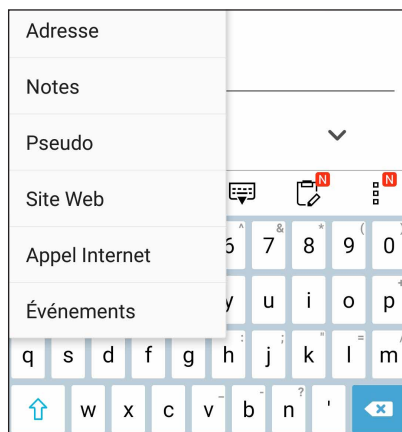 Adresse
Notes
Pseudo
Site Web
Appel Internet
Événements
N N
^ & * ( )
6 7 8 9 0
+
y u i o p
: ; " = /
q s d f g h j k l m
_ - ?
w x c v b n '